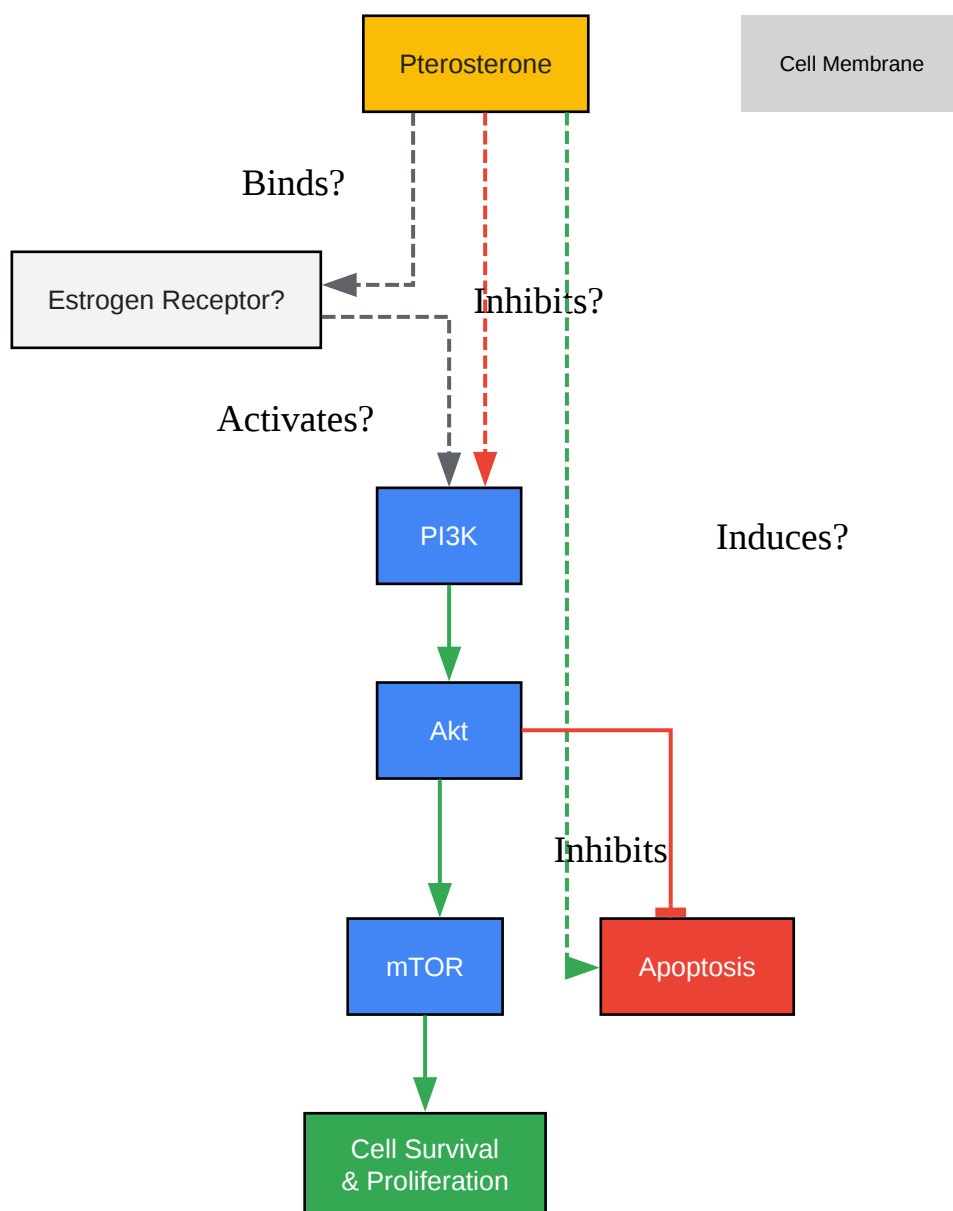 Pterosterone
Cell Membrane
Binds?
Estrogen Receptor?
Inhibits?
Activates?
PI3K
Induces?
Akt
Inhibits
mTOR
Apoptosis
Cell Survival
& Proliferation